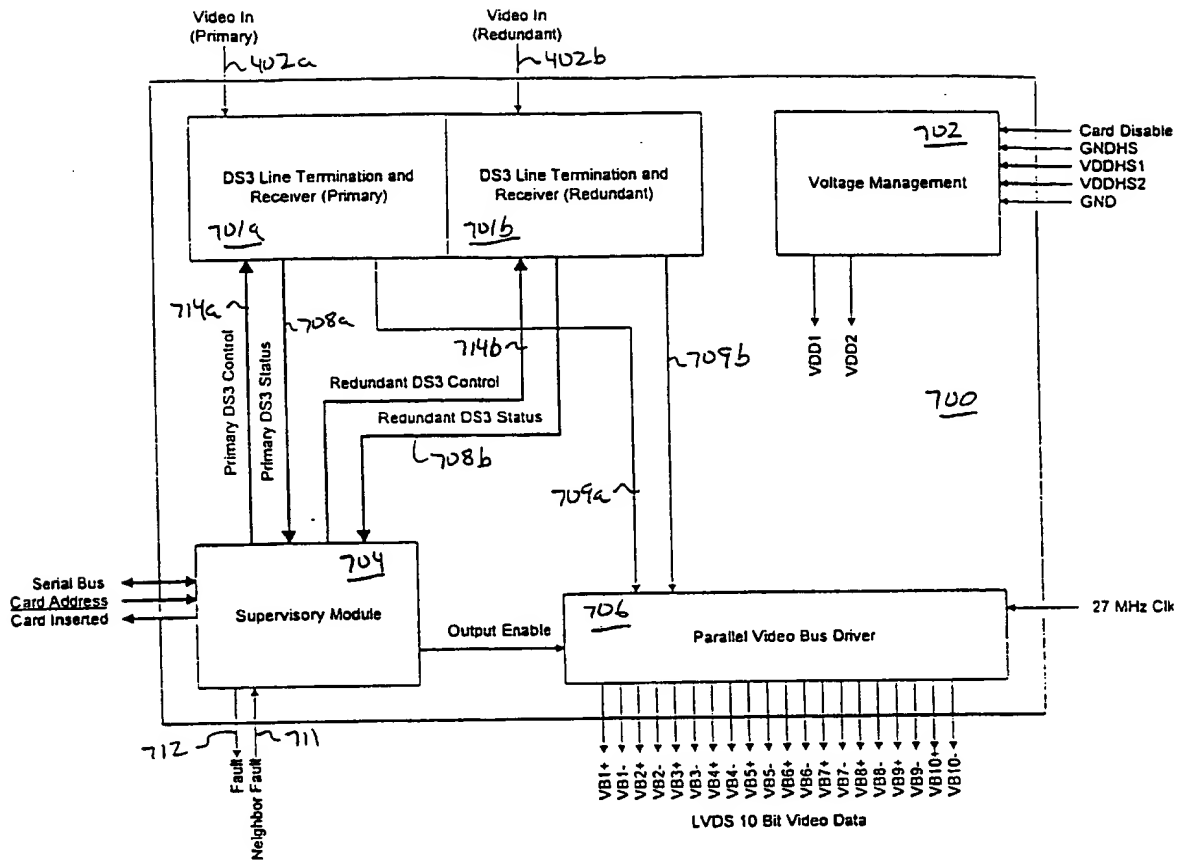 Video In
(Primary)
Video In
(Redundant)
402a
402b
DS3 Line Termination and
Receiver (Primary)
701a
DS3 Line Termination and
Receiver (Redundant)
701b
702
Voltage Management
Card Disable
GNDHS
VDDHS1
VDDHS2
GND
VDD1
VDD2
700
714a
708a
714b
709b
Primary DS3 Control
Primary DS3 Status
Redundant DS3 Control
Redundant DS3 Status
708b
709a
704
Supervisory Module
Serial Bus
Card Address
Card Inserted
Output Enable
706
Parallel Video Bus Driver
27 MHz Clk
712
711
Fault
Neighbor Fault
VB1+
VB1-
VB2+
VB2-
VB3+
VB3-
VB4+
VB4-
VB5+
VB5-
VB6+
VB6-
VB7+
VB7-
VB8+
VB8-
VB9+
VB9-
VB10+
VB10-
LVDS 10 Bit Video Data